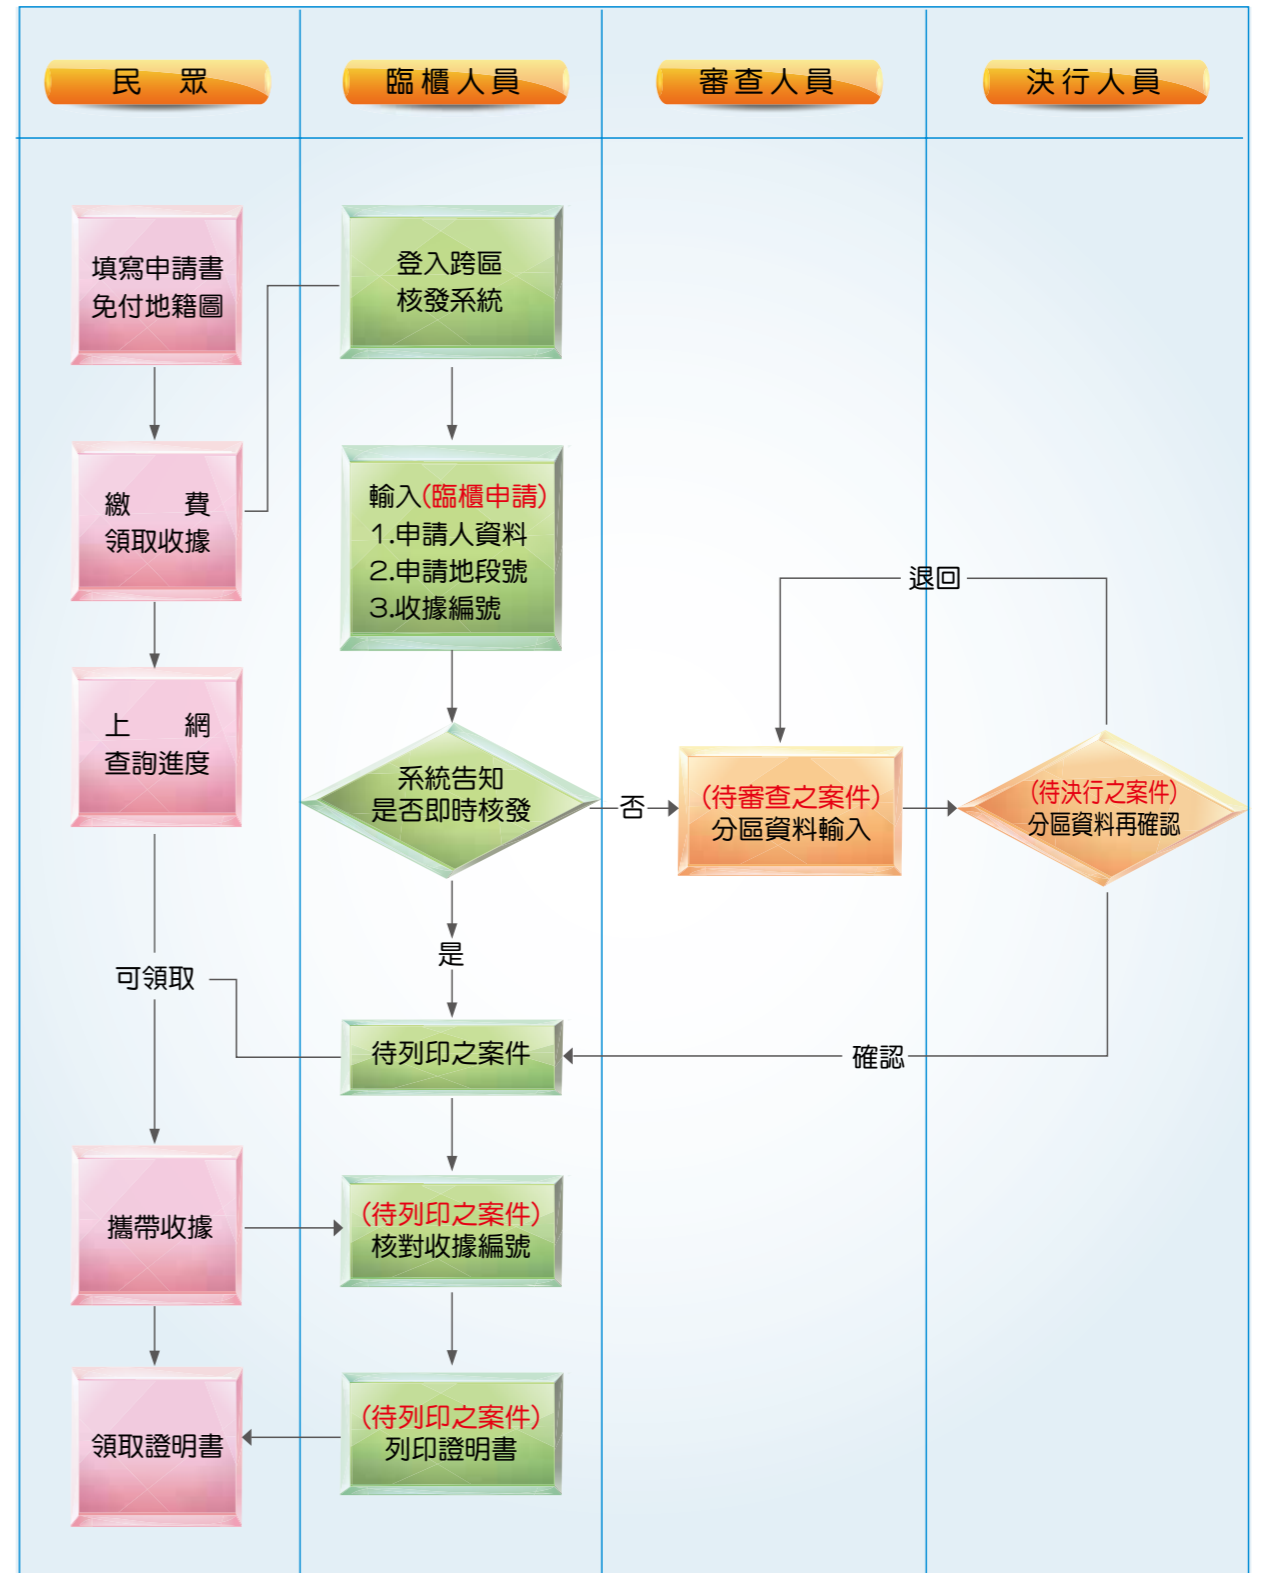 民 眾
臨櫃人員
審查人員
決行人員
填寫申請書
免付地籍圖
登入跨區
核發系統
繳 費
領取收據
輸入(臨櫃申請)
1.申請人資料
2.申請地段號
3.收據編號
退回
上 網
查詢進度
系統告知
是否即時核發
否
(待審查之案件)
分區資料輸入
(待決行之案件)
分區資料再確認
是
可領取
待列印之案件
確認
攜帶收據
(待列印之案件)
核對收據編號
領取證明書
(待列印之案件)
列印證明書